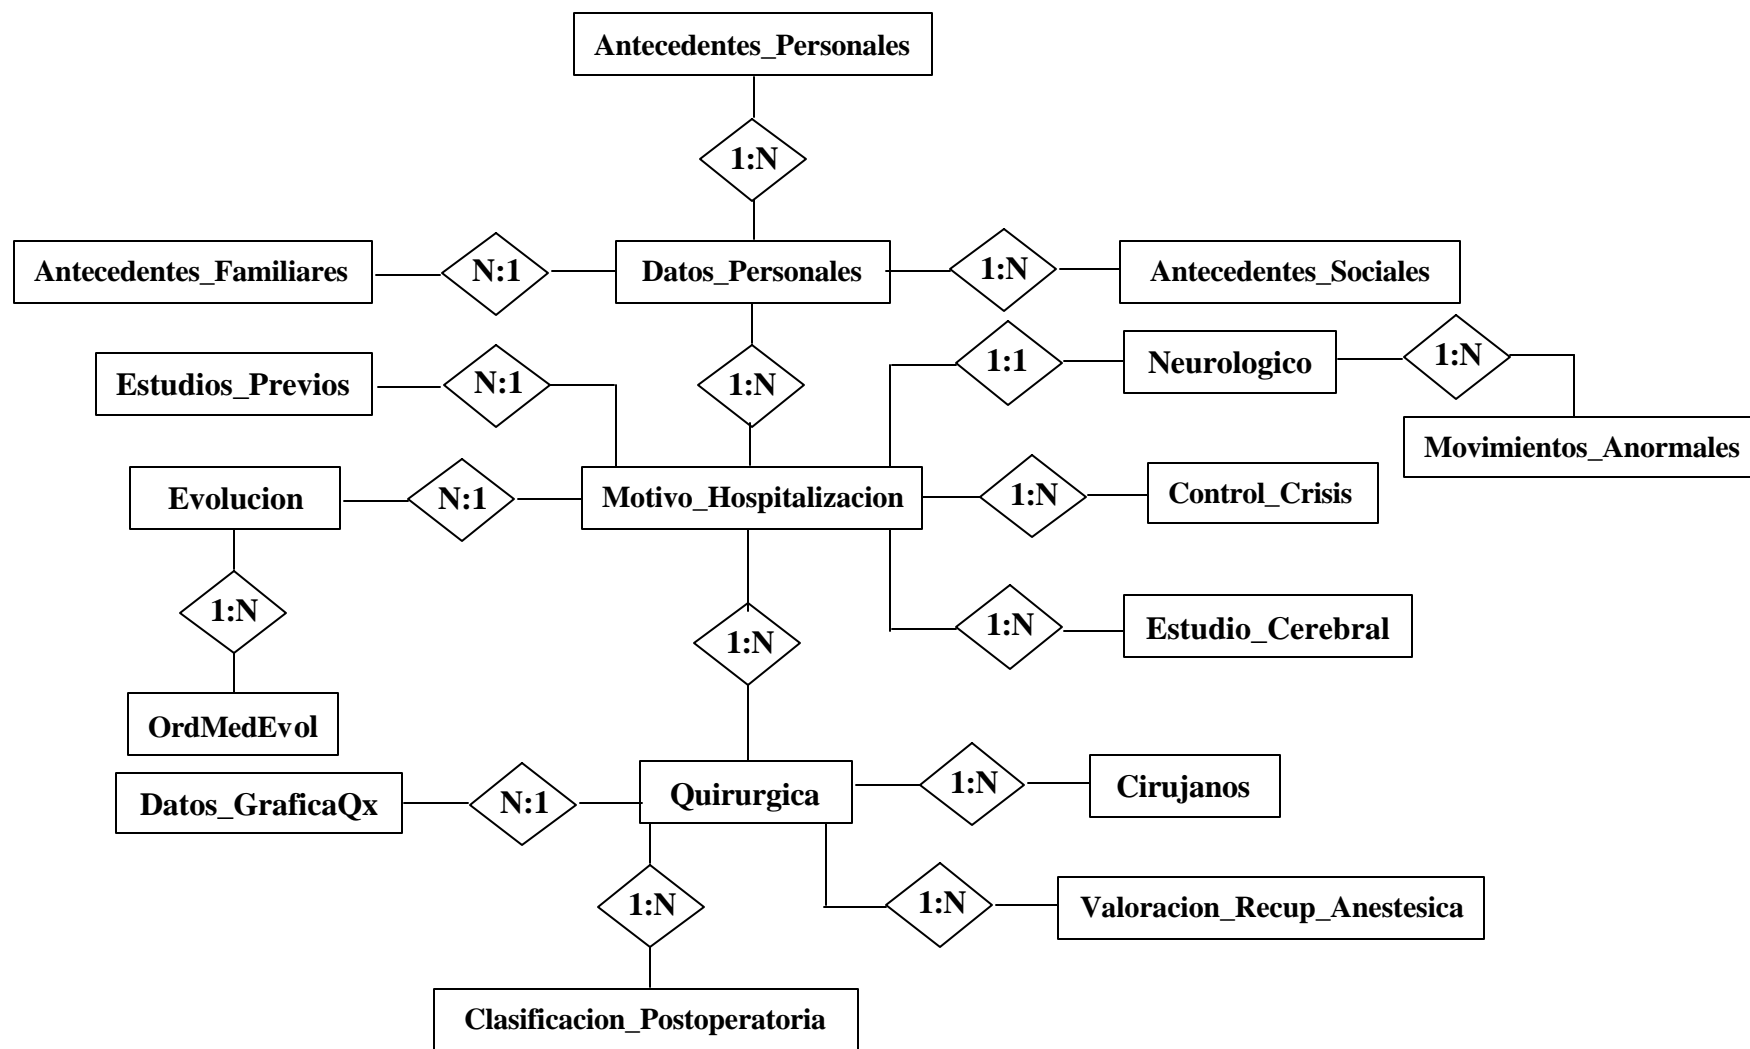 Antecedentes_Personales
1:N
Antecedentes_Familiares
N:1
Datos_Personales
1:N
Antecedentes_Sociales
Estudios_Previos
N:1
1:N
1:1
Neurologico
1:N
Movimientos_Anormales
Evolucion
N:1
Motivo_Hospitalizacion
1:N
Control_Crisis
1:N
1:N
1:N
Estudio_Cerebral
OrdMedEvol
Datos_GraficaQx
N:1
Quirurgica
1:N
Cirujanos
1:N
1:N
Valoracion_Recup_Anestesica
Clasificacion_Postoperatoria